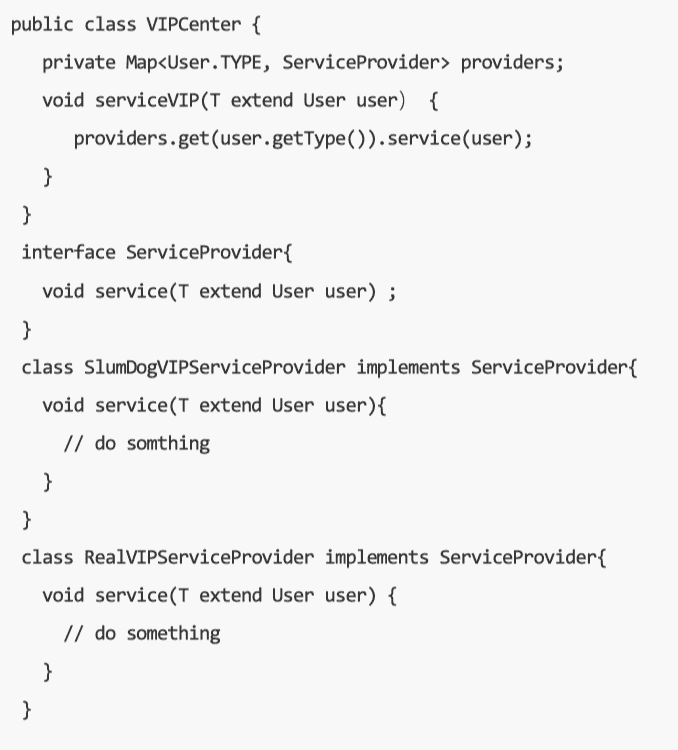 public class VIPCenter {
   private Map<User.TYPE, ServiceProvider> providers;
   void serviceVIP(T extend User user） {
      providers.get(user.getType()).service(user);
   }
 }
 interface ServiceProvider{
   void service(T extend User user) ;
 }
 class SlumDogVIPServiceProvider implements ServiceProvider{
   void service(T extend User user){
     // do somthing
   }
 }
 class RealVIPServiceProvider implements ServiceProvider{
   void service(T extend User user) {
     // do something
   }
 }